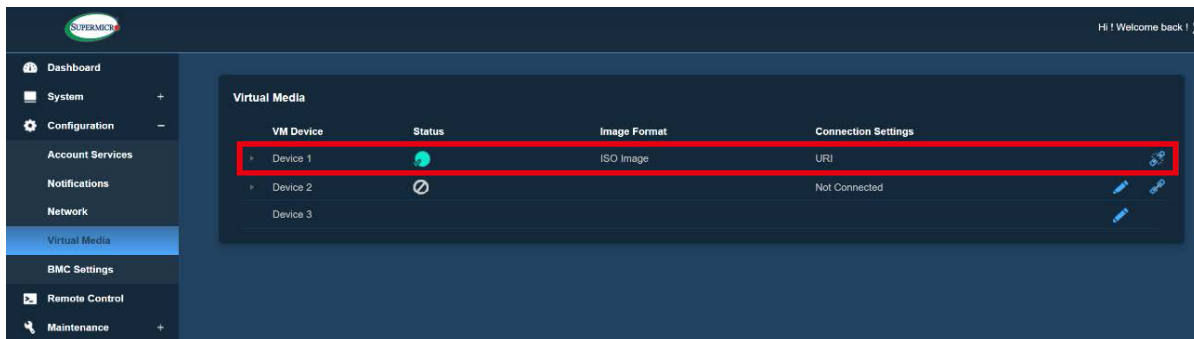 SUPERMICR
Hi ! Welcome back !
Dashboard
System +
Configuration −
Account Services
Notifications
Network
Virtual Media
BMC Settings
Remote Control
Maintenance +
Virtual Media
VM Device Status Image Format Connection Settings
Device 1 ISO Image URI
Device 2 Not Connected
Device 3